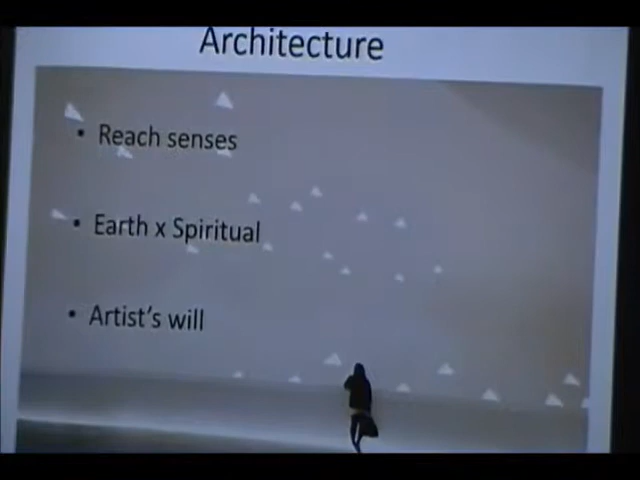 Architecture
• Reach senses
• Earth x Spiritual
• Artist's will